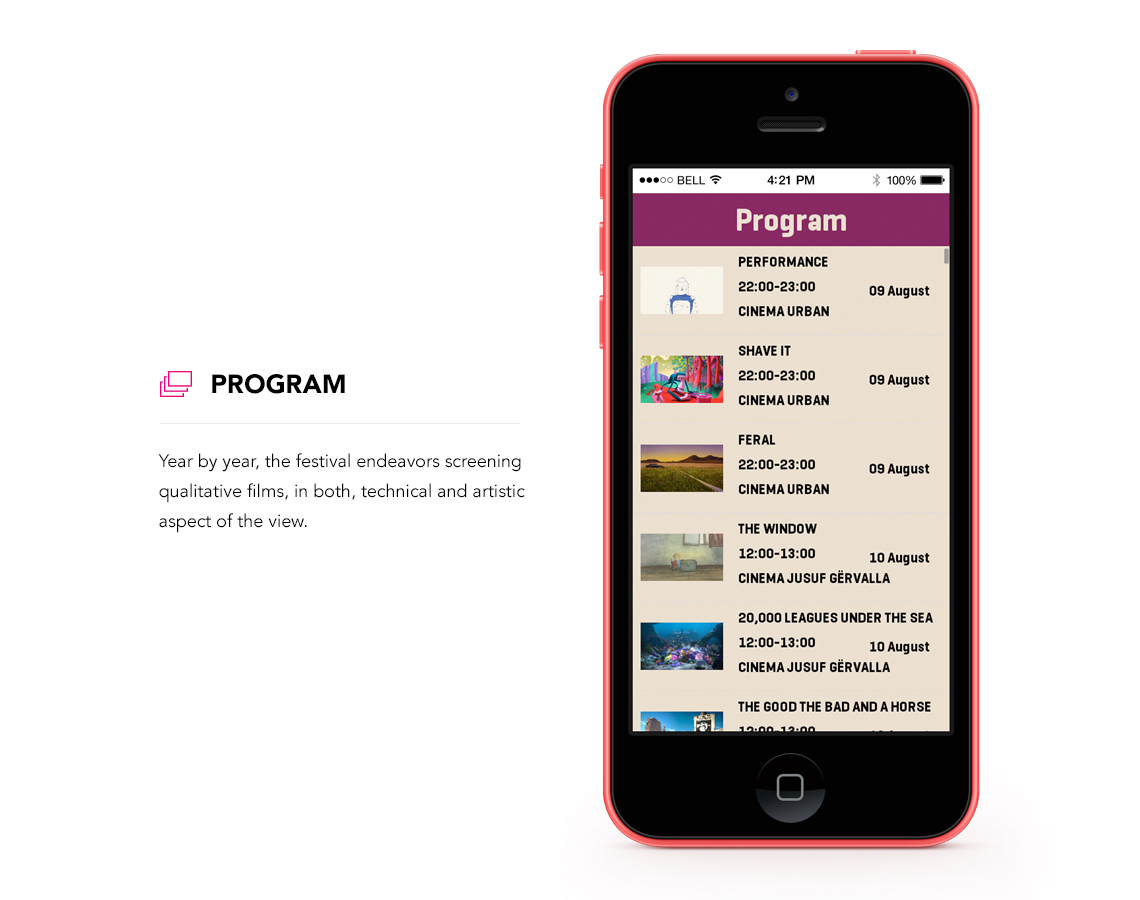 PROGRAM
Year by year, the festival endeavors screening
qualitative films, in both, technical and artistic
aspect of the view.
BELL 4:21 PM 100%
Program
PERFORMANCE
22:00-23:00
09 August
CINEMA URBAN
SHAVE IT
22:00-23:00
09 August
CINEMA URBAN
FERAL
22:00-23:00
09 August
CINEMA URBAN
THE WINDOW
12:00-13:00
10 August
CINEMA JUSUF GËRVALLA
20,000 LEAGUES UNDER THE SEA
12:00-13:00
10 August
CINEMA JUSUF GËRVALLA
THE GOOD THE BAD AND A HORSE
12:00-13:00